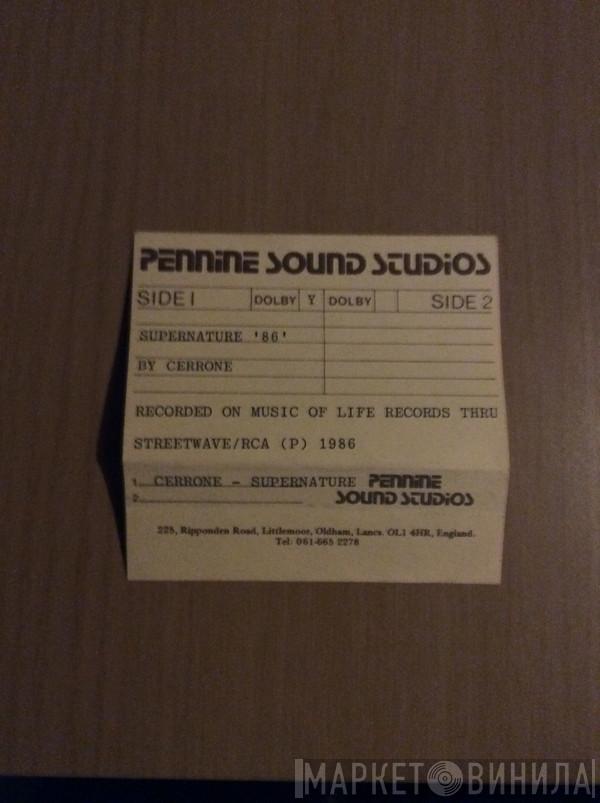 PENNINE SOUND STUDIOS
SIDE 1 DOLBY Y DOLBY SIDE 2
SUPERNATURE '86'
BY CERRONE
RECORDED ON MUSIC OF LIFE RECORDS THRU
STREETWAVE/RCA (P) 1986
1. CERRONE - SUPERNATURE PENNINE
2. SOUND STUDIOS
225, Ripponden Road, Littlemoor, Oldham, Lancs. OL1 4HR, England.
Tel: 061-665 2278
МАРКЕТ ВИНИЛА